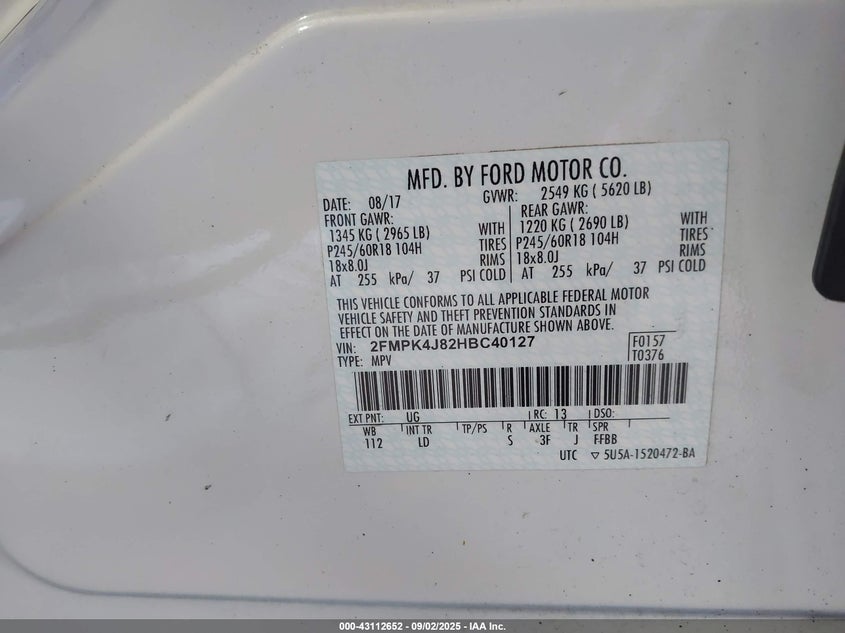 MFD. BY FORD MOTOR CO.
DATE: 08/17 GVWR: 2549 KG ( 5620 LB)
FRONT GAWR: REAR GAWR:
1345 KG ( 2965 LB) WITH 1220 KG ( 2690 LB) WITH
P245/60R18 104H TIRES P245/60R18 104H TIRES
18x8.0J RIMS 18x8.0J RIMS
AT 255 kPa/ 37 PSI COLD AT 255 kPa/ 37 PSI COLD
THIS VEHICLE CONFORMS TO ALL APPLICABLE FEDERAL MOTOR
VEHICLE SAFETY AND THEFT PREVENTION STANDARDS IN
EFFECT ON THE DATE OF MANUFACTURE SHOWN ABOVE.
VIN: 2FMPK4J82HBC40127 F0157
TYPE: MPV T0376
EXT PNT: UG RC: 13 DSO:
WB INT TR TP/PS R AXLE TR SPR
112 LD S 3F J FFBB
UTC ▽ 5U5A-1520472-BA
000-43112652 - 09/02/2025 - IAA Inc.